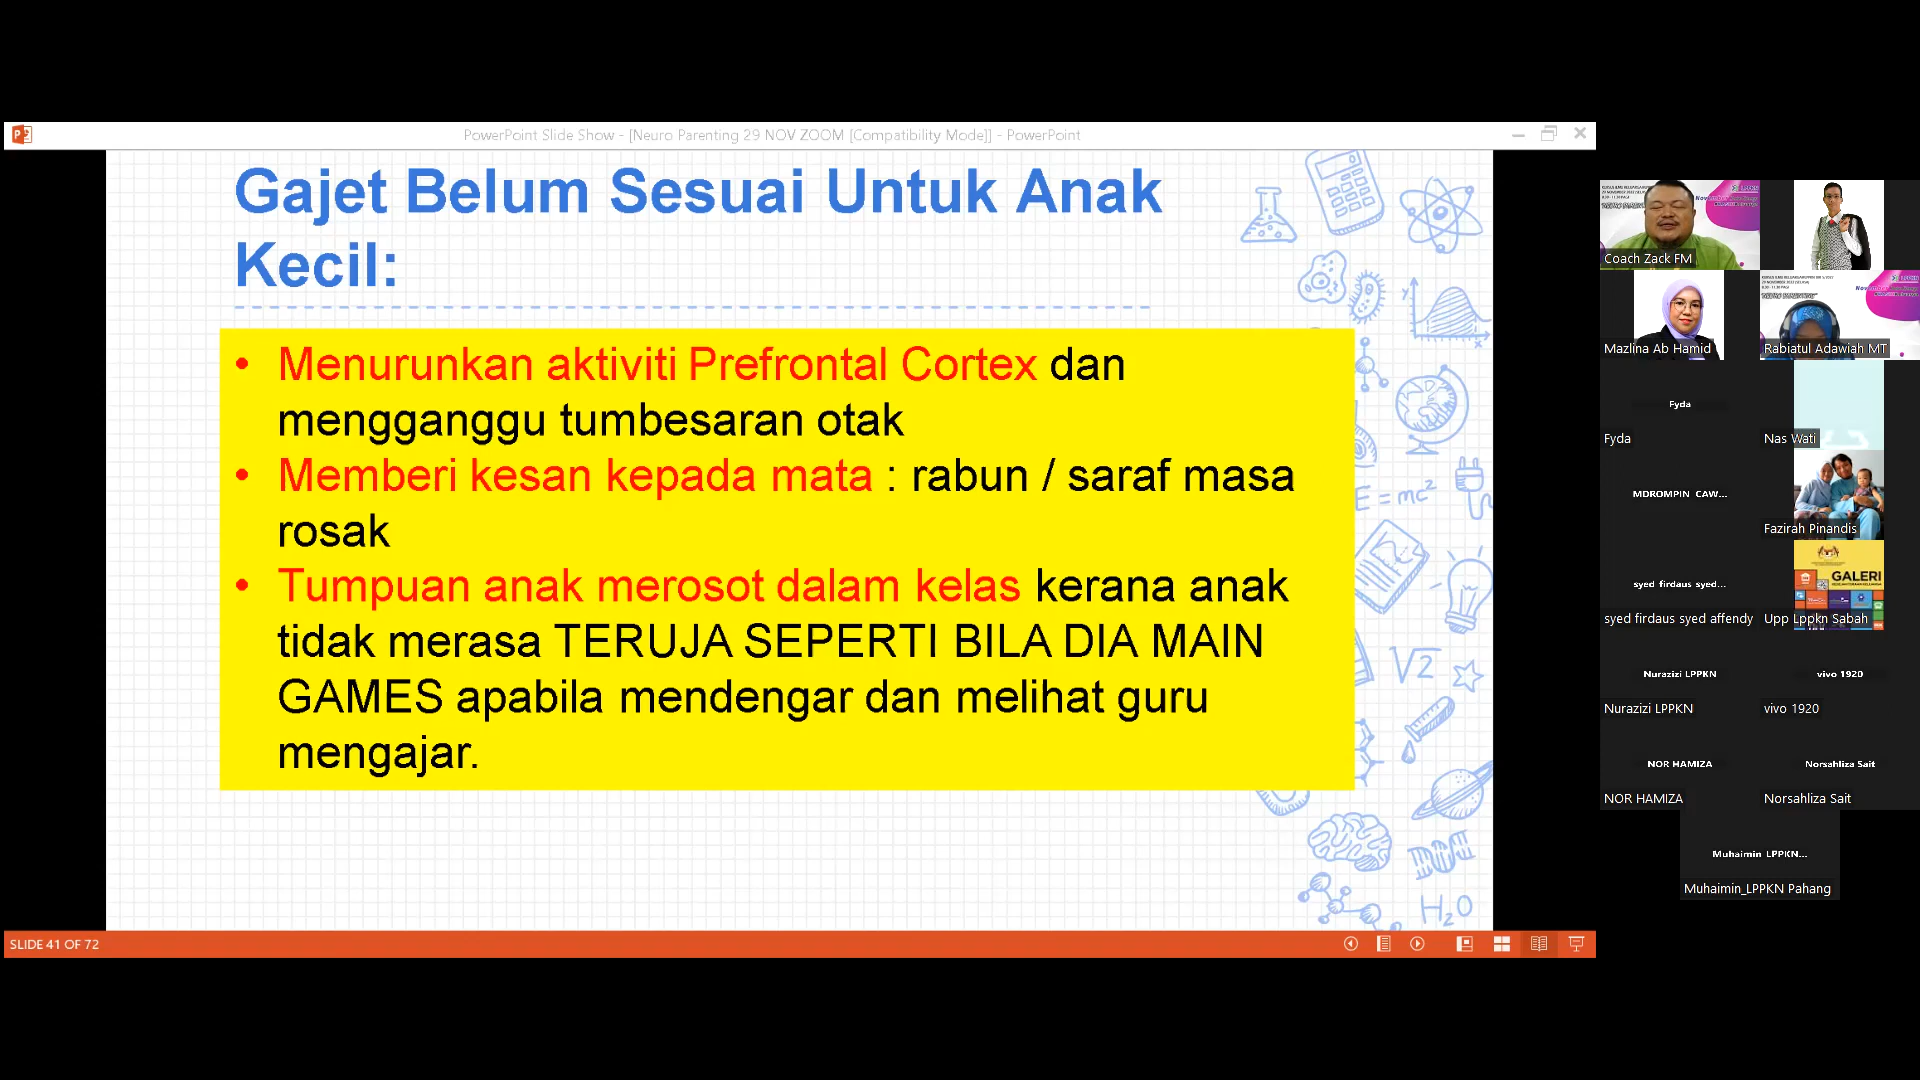 PowerPoint Slide Show - [Neuro Parenting 29 NOV ZOOM [Compatibility Mode]] - PowerPoint
Gajet Belum Sesuai Untuk Anak
Kecil:
• Menurunkan aktiviti Prefrontal Cortex dan
mengganggu tumbesaran otak
• Memberi kesan kepada mata : rabun / saraf masa
rosak
• Tumpuan anak merosot dalam kelas kerana anak
tidak merasa TERUJA SEPERTI BILA DIA MAIN
GAMES apabila mendengar dan melihat guru
mengajar.
E = mc²
√2
H₂O
SLIDE 41 OF 72
LPPKN
November
Coach Zack FM
Mazlina Ab Hamid
Rabiatul Adawiah MT
Fyda
Fyda
Nas Wati
MDROMPIN CAW...
Fazirah Pinandis
syed firdaus syed...
syed firdaus syed affendy
GALERI
Upp Lppkn Sabah
Nurazizi LPPKN
Nurazizi LPPKN
vivo 1920
vivo 1920
NOR HAMIZA
NOR HAMIZA
Norsahliza Sait
Norsahliza Sait
Muhaimin LPPKN...
Muhaimin_LPPKN Pahang